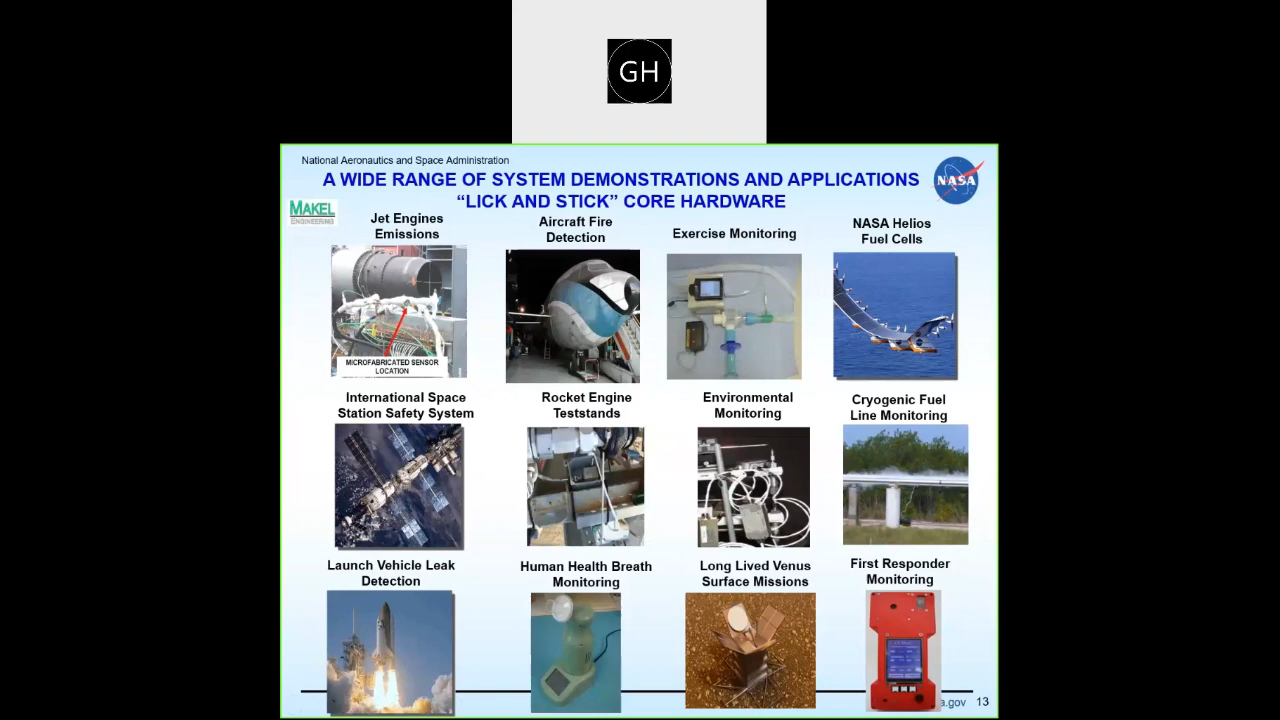 GH
National Aeronautics and Space Administration
A WIDE RANGE OF SYSTEM DEMONSTRATIONS AND APPLICATIONS
“LICK AND STICK” CORE HARDWARE
NASA
MAKEL
ENGINEERING
Jet Engines
Emissions
Aircraft Fire
Detection
Exercise Monitoring
NASA Helios
Fuel Cells
MICROFABRICATED SENSOR
LOCATION
International Space
Station Safety System
Rocket Engine
Teststands
Environmental
Monitoring
Cryogenic Fuel
Line Monitoring
Launch Vehicle Leak
Detection
Human Health Breath
Monitoring
Long Lived Venus
Surface Missions
First Responder
Monitoring
a.gov 13